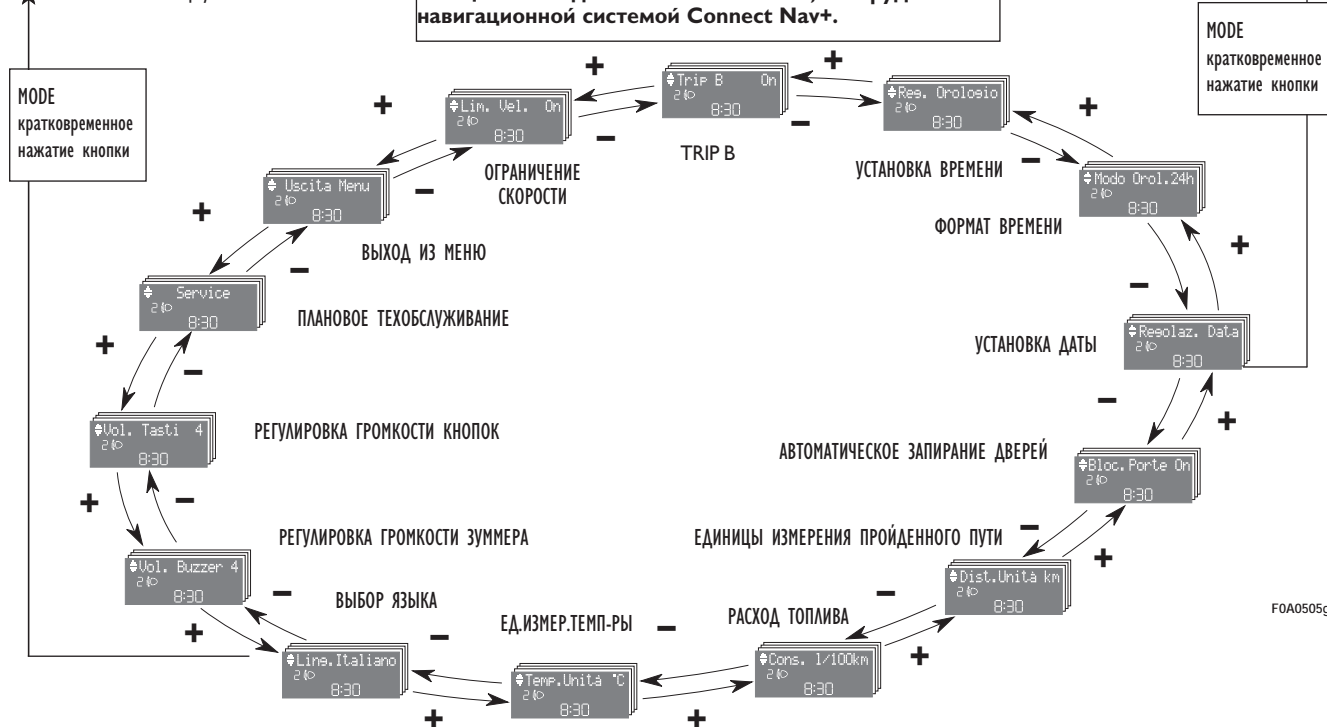 навигационной системой Connect Nav+.
MODE
кратковременное
нажатие кнопки
MODE
кратковременное
нажатие кнопки
Lim. Vel. On
8:30
ОГРАНИЧЕНИЕ
СКОРОСТИ
Trip B On
8:30
TRIP B
Reg. Orologio
8:30
УСТАНОВКА ВРЕМЕНИ
Modo Orol.24h
8:30
ФОРМАТ ВРЕМЕНИ
Uscita Menu
8:30
ВЫХОД ИЗ МЕНЮ
Service
8:30
ПЛАНОВОЕ ТЕХОБСЛУЖИВАНИЕ
Regolaz. Data
8:30
УСТАНОВКА ДАТЫ
Vol. Tasti 4
8:30
РЕГУЛИРОВКА ГРОМКОСТИ КНОПОК
Bloc.Porte On
8:30
АВТОМАТИЧЕСКОЕ ЗАПИРАНИЕ ДВЕРЕЙ
Vol. Buzzer 4
8:30
РЕГУЛИРОВКА ГРОМКОСТИ ЗУММЕРА
Dist.Unità km
8:30
ЕДИНИЦЫ ИЗМЕРЕНИЯ ПРОЙДЕННОГО ПУТИ
Ling.Italiano
8:30
ВЫБОР ЯЗЫКА
Temp.Unità °C
8:30
ЕД.ИЗМЕР.ТЕМП-РЫ
Cons. l/100km
8:30
РАСХОД ТОПЛИВА
F0A0505g